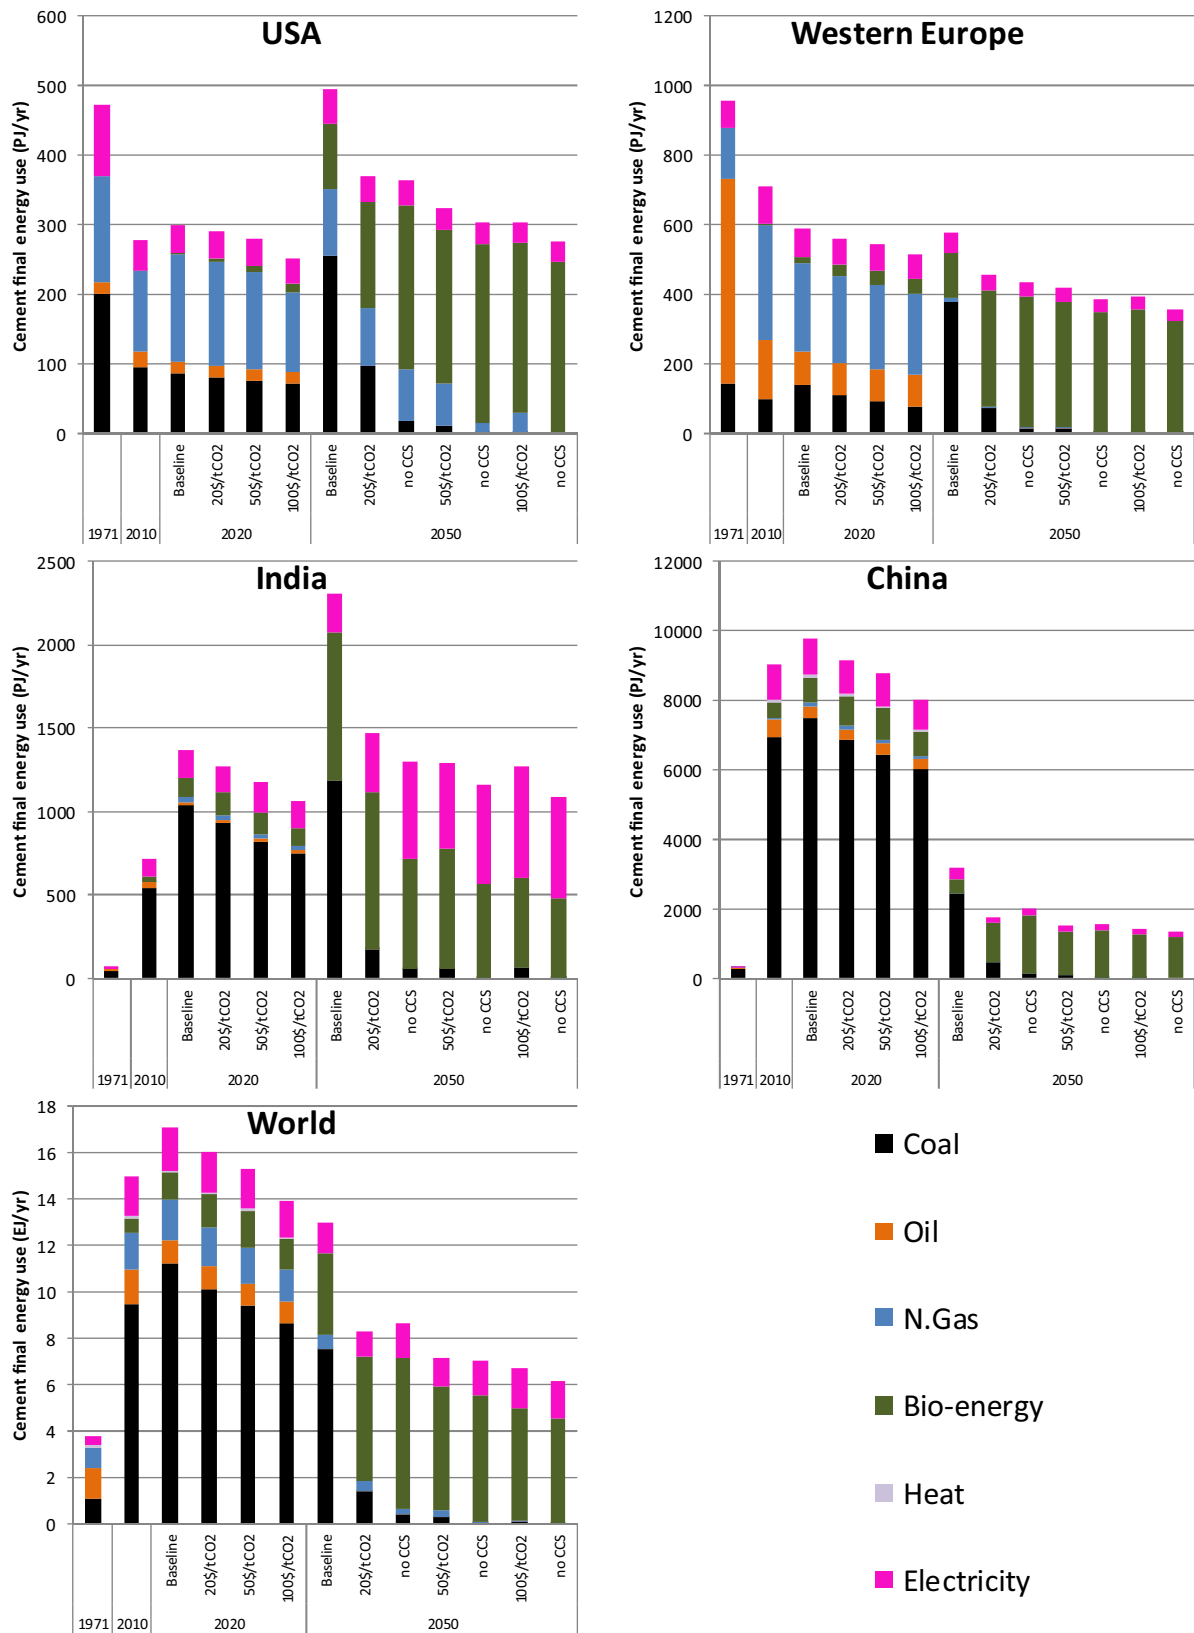 USA
Cement final energy use (PJ/yr)
600
500
400
300
200
100
0
Baseline
20$/tCO2
50$/tCO2
100$/tCO2
Baseline
20$/tCO2
no CCS
50$/tCO2
no CCS
100$/tCO2
no CCS
1971 2010 2020 2050
Western Europe
Cement final energy use (PJ/yr)
1200
1000
800
600
400
200
0
Baseline
20$/tCO2
50$/tCO2
100$/tCO2
Baseline
20$/tCO2
no CCS
50$/tCO2
no CCS
100$/tCO2
no CCS
1971 2010 2020 2050
India
Cement final energy use (PJ/yr)
2500
2000
1500
1000
500
0
Baseline
20$/tCO2
50$/tCO2
100$/tCO2
Baseline
20$/tCO2
no CCS
50$/tCO2
no CCS
100$/tCO2
no CCS
1971 2010 2020 2050
China
Cement final energy use (PJ/yr)
12000
10000
8000
6000
4000
2000
0
Baseline
20$/tCO2
50$/tCO2
100$/tCO2
Baseline
20$/tCO2
no CCS
50$/tCO2
no CCS
100$/tCO2
no CCS
1971 2010 2020 2050
World
Cement final energy use (EJ/yr)
18
16
14
12
10
8
6
4
2
0
Baseline
20$/tCO2
50$/tCO2
100$/tCO2
Baseline
20$/tCO2
no CCS
50$/tCO2
no CCS
100$/tCO2
no CCS
1971 2010 2020 2050
Coal
Oil
N.Gas
Bio-energy
Heat
Electricity